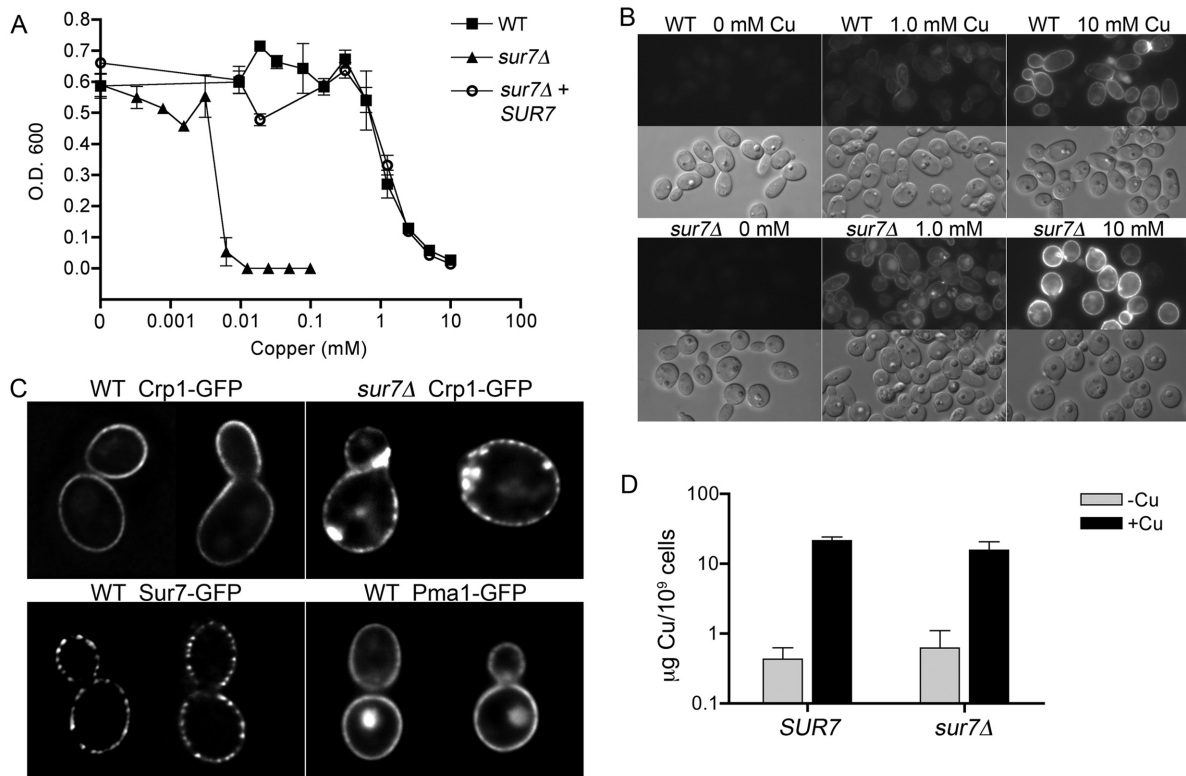 A
O.D. 600
0.8
0.7
0.6
0.5
0.4
0.3
0.2
0.1
0.0
0 0.001 0.01 0.1 1 10 100
Copper (mM)
WT
sur7Δ
sur7Δ +
SUR7
B
WT 0 mM Cu WT 1.0 mM Cu WT 10 mM Cu
sur7Δ 0 mM sur7Δ 1.0 mM sur7Δ 10 mM
C
WT Crp1-GFP sur7Δ Crp1-GFP
WT Sur7-GFP WT Pma1-GFP
D
µg Cu/10⁹ cells
100
10
1
0.1
SUR7 sur7Δ
-Cu
+Cu